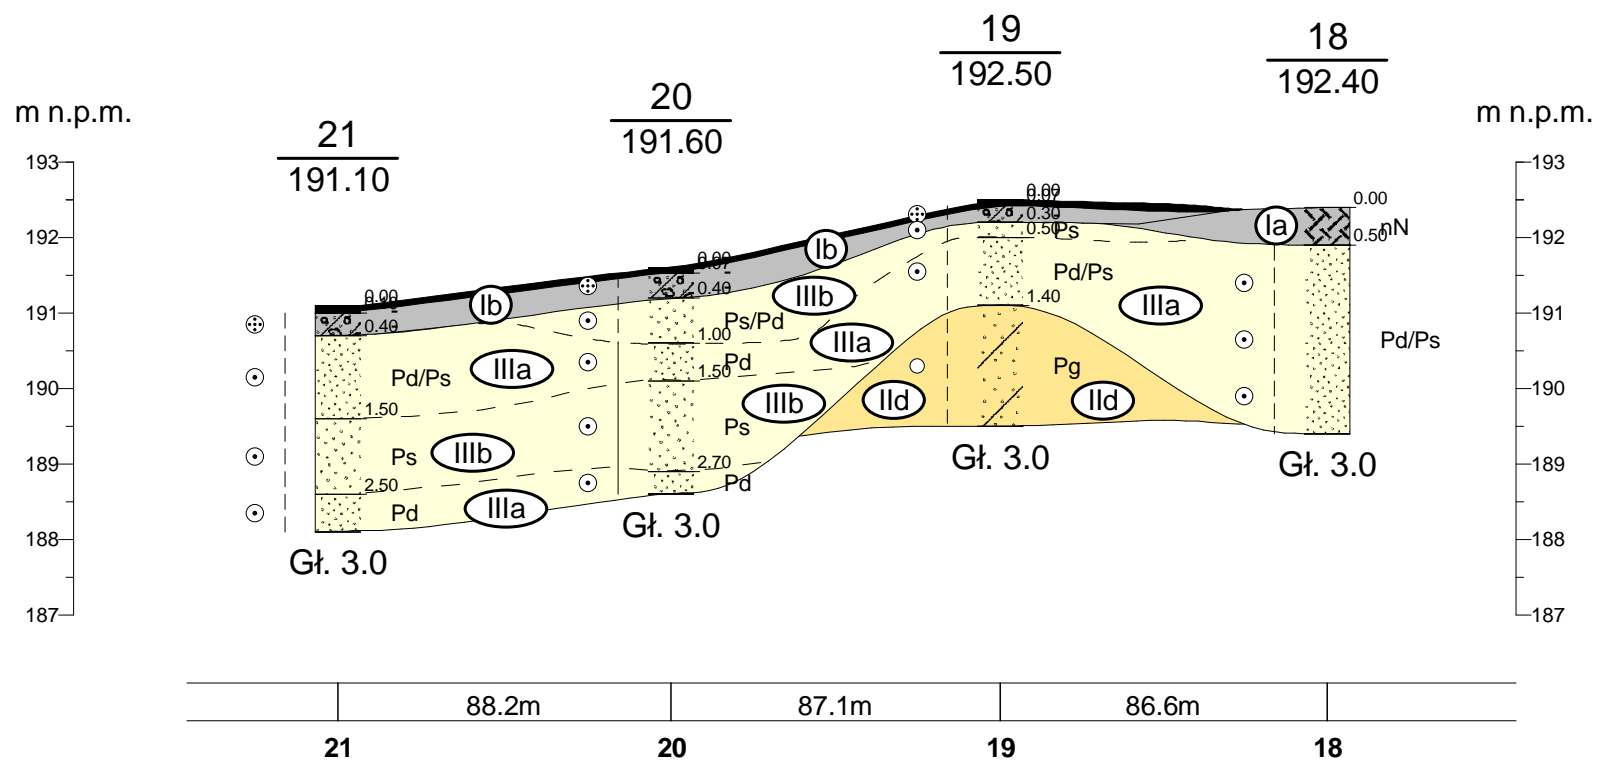 19
192.50
18
192.40
20
191.60
21
191.10
m n.p.m.
m n.p.m.
193
192
191
190
189
188
187
193
192
191
190
189
188
187
0.00
0.40
Pd/Ps
1.50
Ps
2.50
Pd
Gł. 3.0
Ib
IIIa
IIIb
IIIa
0.40
Ps/Pd
1.00
Pd
1.50
Ps
2.70
Pd
Gł. 3.0
Ib
IIIb
IIIa
IIIb
IId
0.30
0.50
Ps
Pd/Ps
1.40
Pg
Gł. 3.0
IIIa
IId
Ia
0.00
nN
0.50
Pd/Ps
Gł. 3.0
88.2m
87.1m
86.6m
21
20
19
18